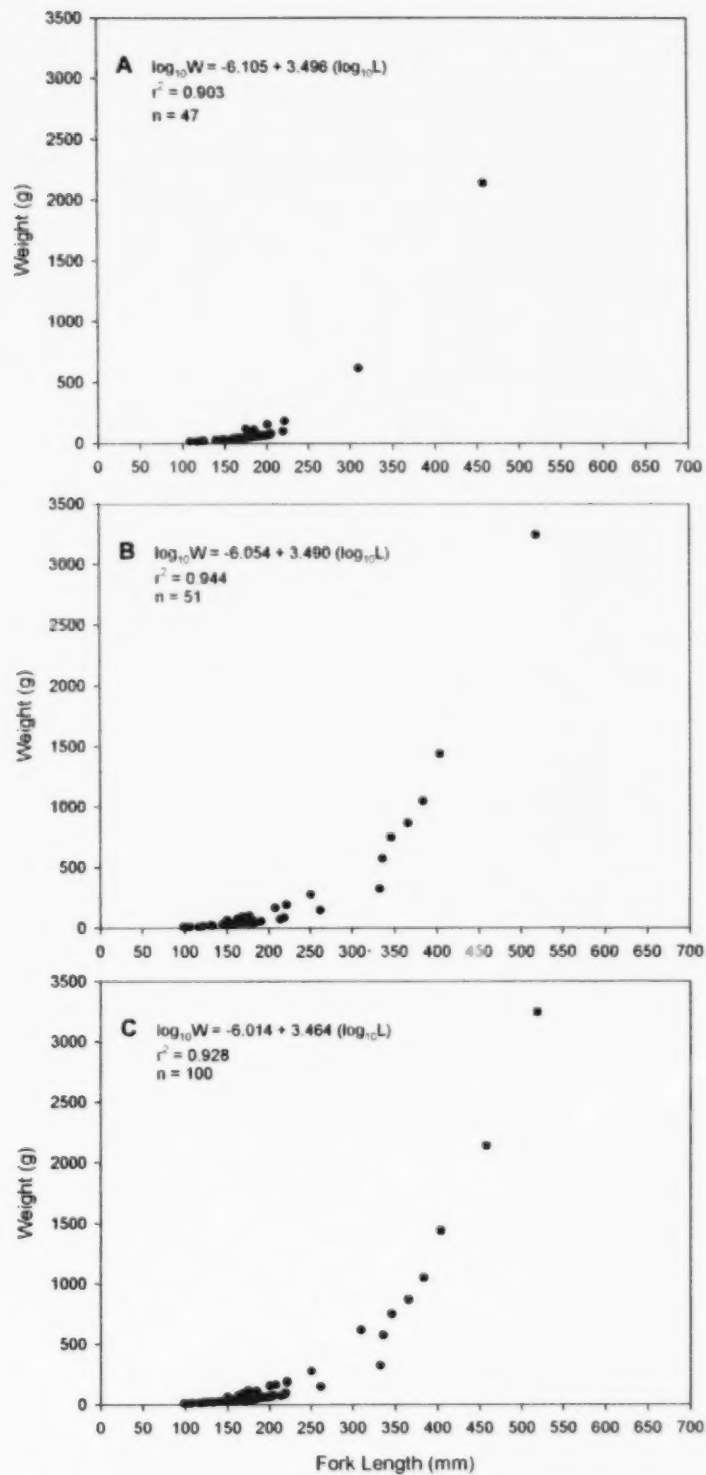 3500
A log₁₀W = -6.105 + 3.496 (log₁₀L)
3000
r² = 0.903
n = 47
2500
2000
Weight (g)
1500
1000
500
0
0 50 100 150 200 250 300 350 400 450 500 550 600 650 700
3500
B log₁₀W = -6.054 + 3.490 (log₁₀L)
3000
r² = 0.944
n = 51
2500
2000
Weight (g)
1500
1000
500
0
0 50 100 150 200 250 300 350 400 450 500 550 600 650 700
3500
C log₁₀W = -6.014 + 3.464 (log₁₀L)
3000
r² = 0.928
n = 100
2500
2000
Weight (g)
1500
1000
500
0
0 50 100 150 200 250 300 350 400 450 500 550 600 650 700
Fork Length (mm)